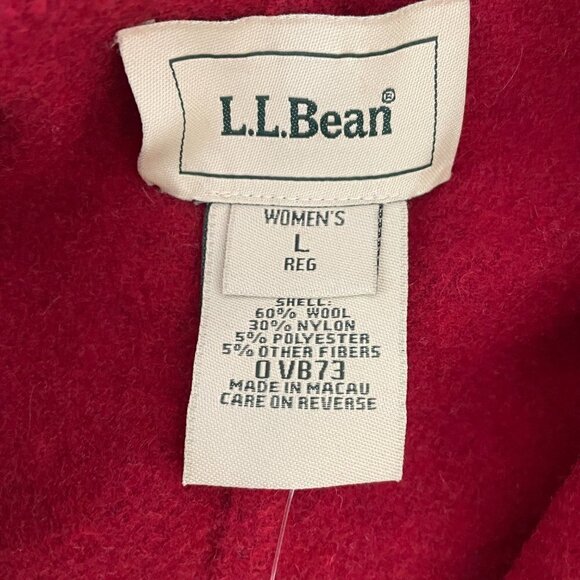 L.L.Bean®
WOMEN'S
L
REG
SHELL:
60% WOOL
30% NYLON
5% POLYESTER
5% OTHER FIBERS
0 VB73
MADE IN MACAU
CARE ON REVERSE